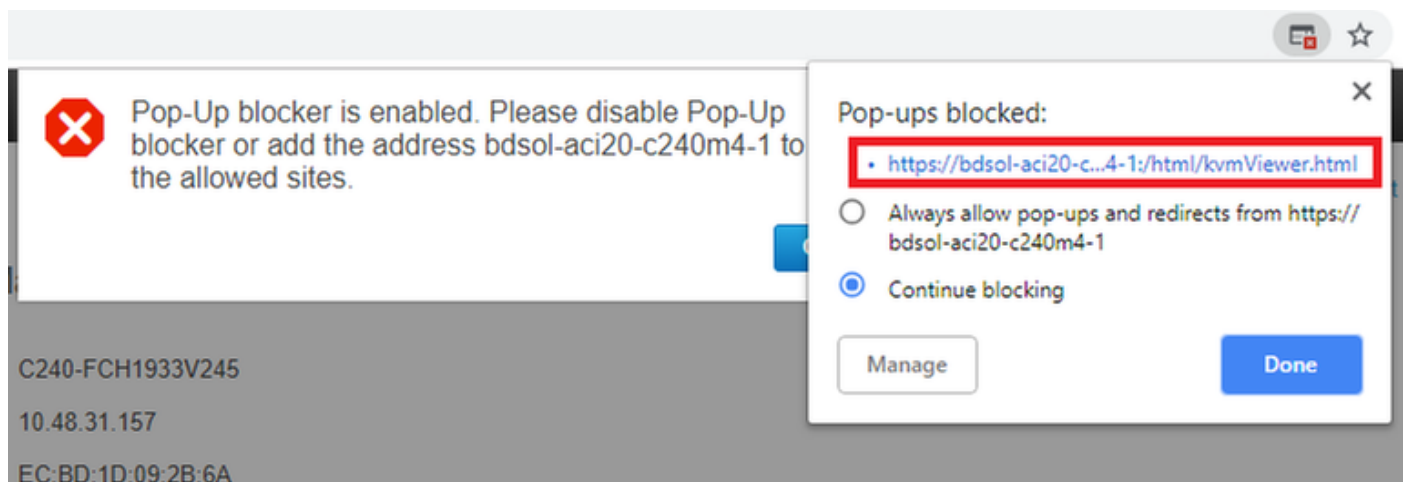 Pop-Up blocker is enabled. Please disable Pop-Up
blocker or add the address bdsol-aci20-c240m4-1 to
the allowed sites.
Pop-ups blocked:
• https://bdsol-aci20-c...4-1:/html/kvmViewer.html
Always allow pop-ups and redirects from https://
bdsol-aci20-c240m4-1
Continue blocking
Manage
Done
C240-FCH1933V245
10.48.31.157
EC:BD:1D:09:2B:6A